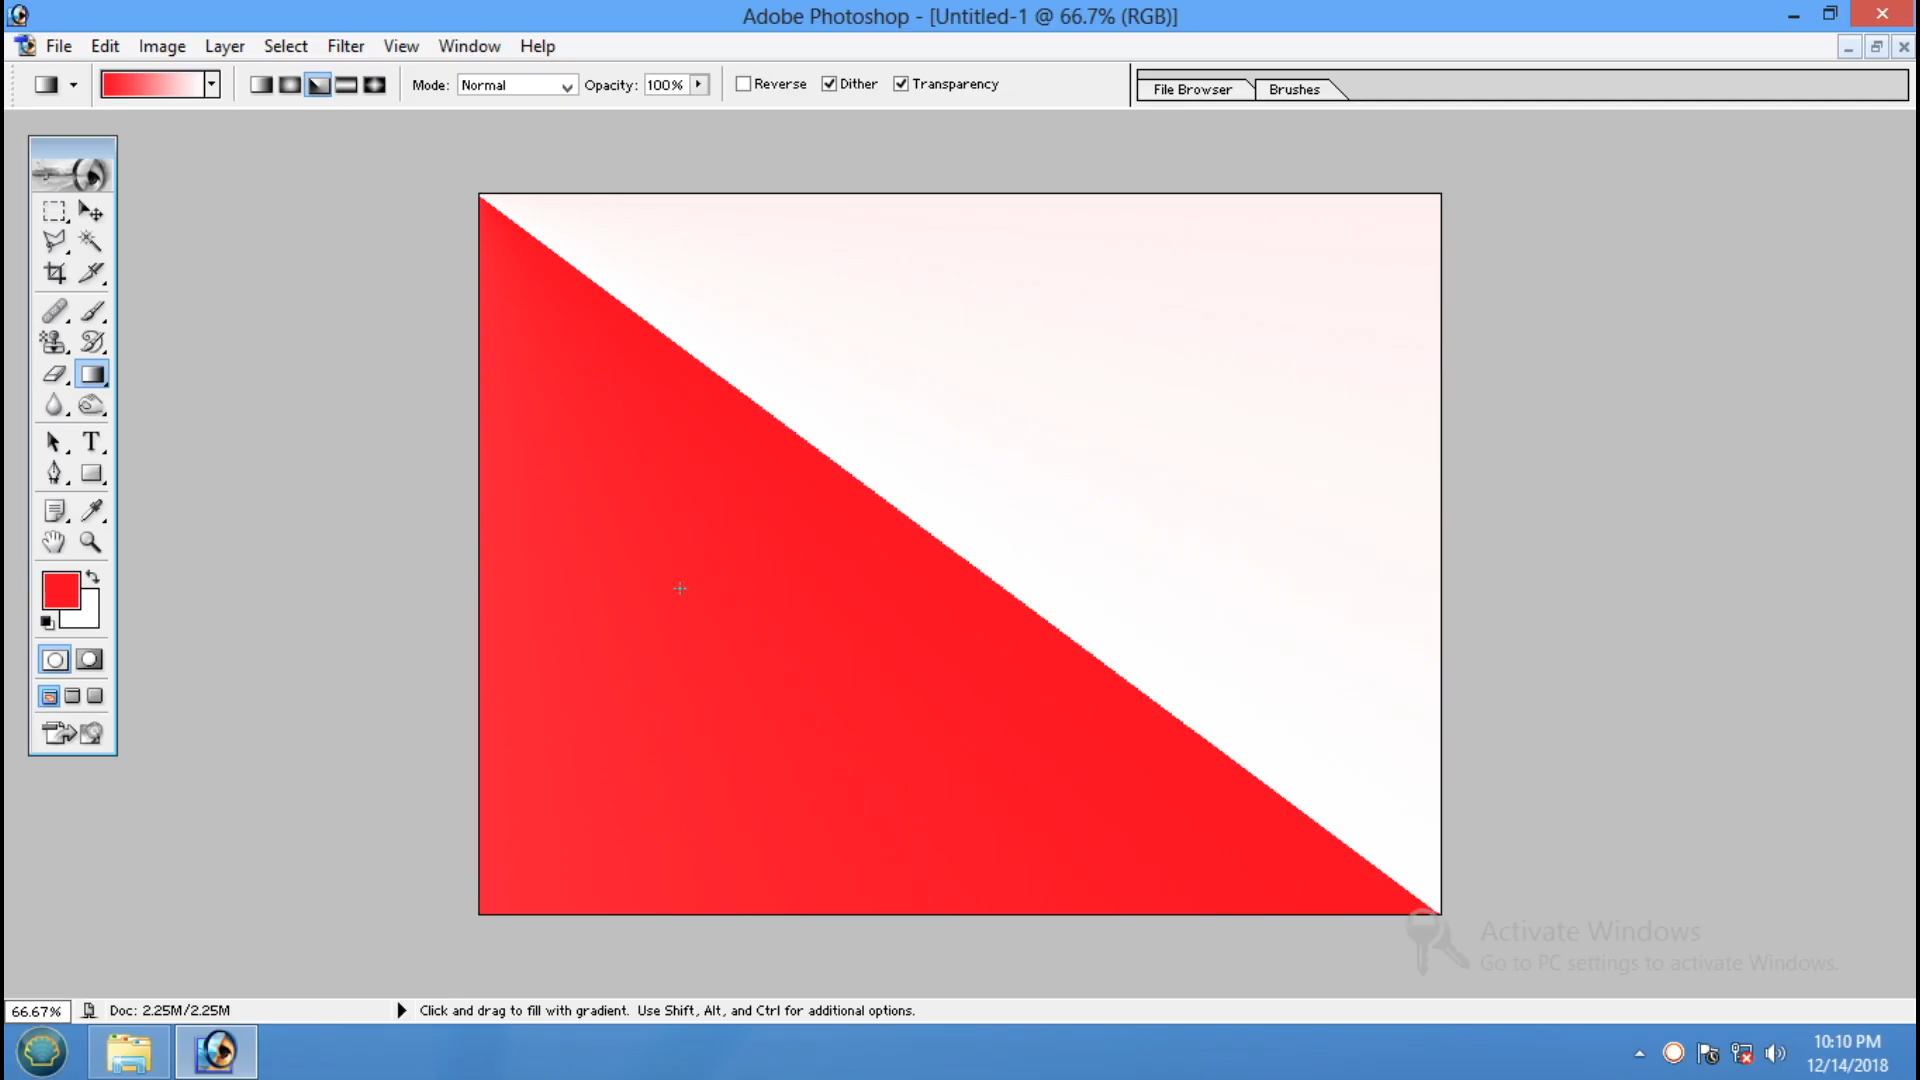 Adobe Photoshop - [Untitled-1 @ 66.7% (RGB)]
File Edit Image Layer Select Filter View Window Help
Mode: Normal Opacity: 100% Reverse Dither Transparency File Browser Brushes
T
Activate Windows
Go to PC settings to activate Windows.
66.67% Doc: 2.25M/2.25M Click and drag to fill with gradient. Use Shift, Alt, and Ctrl for additional options.
10:10 PM
12/14/2018